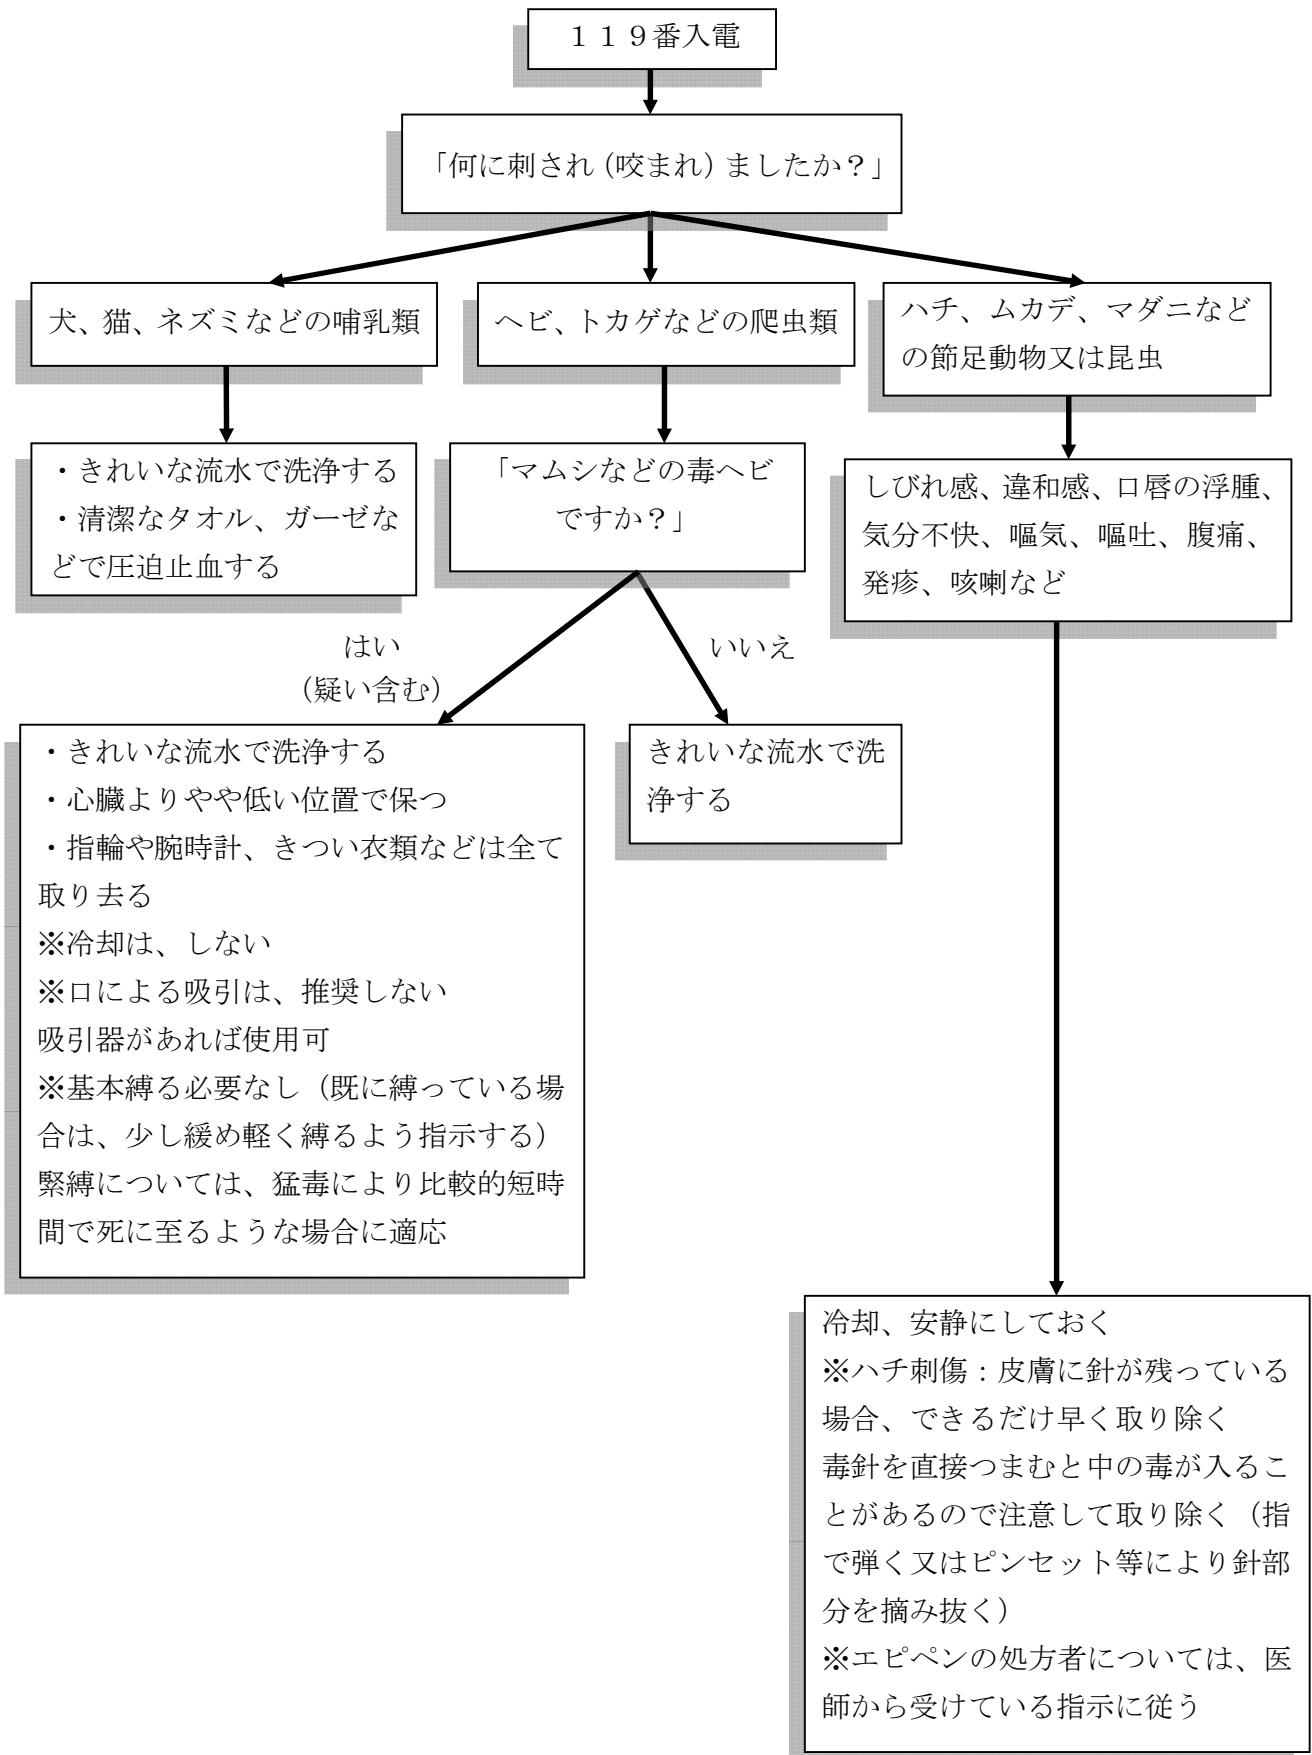 １１９番入電
「何に刺され（咬まれ）ましたか？」
犬、猫、ネズミなどの哺乳類
ヘビ、トカゲなどの爬虫類
ハチ、ムカデ、マダニなど
の節足動物又は昆虫
・きれいな流水で洗浄する
・清潔なタオル、ガーゼな
どで圧迫止血する
「マムシなどの毒ヘビ
ですか？」
しびれ感、違和感、口唇の浮腫、
気分不快、嘔気、嘔吐、腹痛、
発疹、咳喇など
はい
（疑い含む）
いいえ
・きれいな流水で洗浄する
・心臓よりやや低い位置で保つ
・指輪や腕時計、きつい衣類などは全て
取り去る
※冷却は、しない
※口による吸引は、推奨しない
吸引器があれば使用可
※基本縛る必要なし（既に縛っている場
合は、少し緩め軽く縛るよう指示する）
緊縛については、猛毒により比較的短時
間で死に至るような場合に適応
きれいな流水で洗
浄する
冷却、安静にしておく
※ハチ刺傷：皮膚に針が残っている
場合、できるだけ早く取り除く
毒針を直接つまむと中の毒が入るこ
とがあるので注意して取り除く（指
で弾く又はピンセット等により針部
分を摘み抜く）
※エピペンの処方者については、医
師から受けている指示に従う